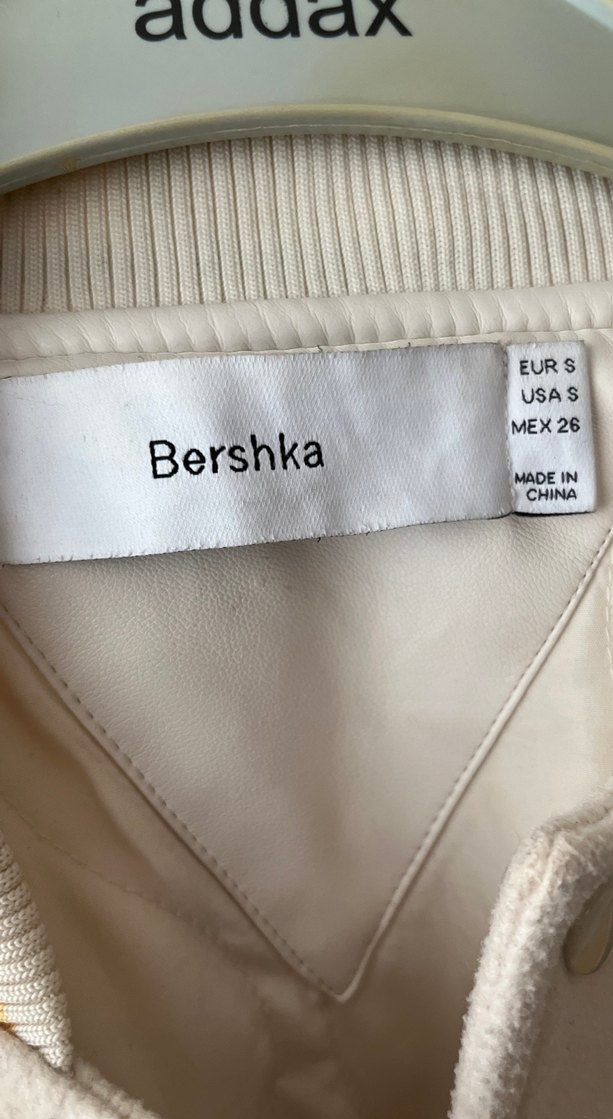 addax
Bershka
EUR S
USA S
MEX 26
MADE IN
CHINA